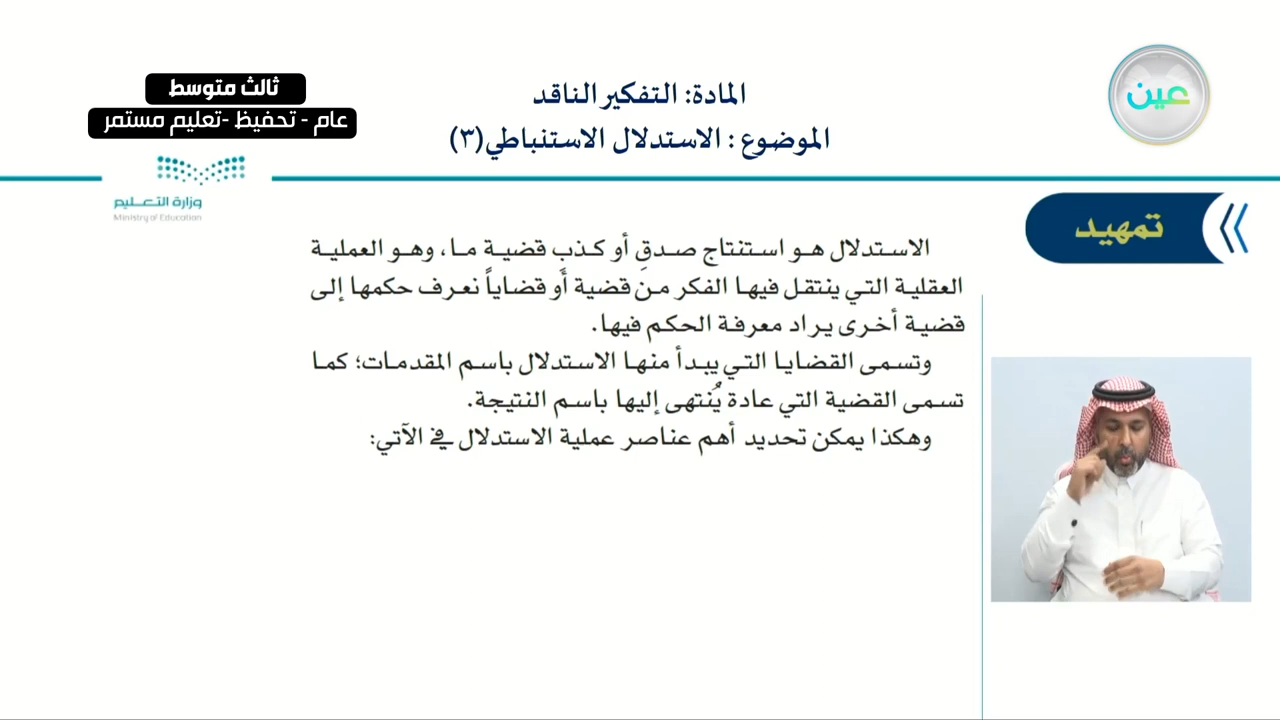 عين
المادة: التفكير الناقد
الموضوع : الاستدلال الاستنباطي(٣)
ثالث متوسط
عام - تحفيظ -تعليم مستمر
وزارة التعليم
Ministry of Education
تمهيد
الاستدلال هو استنتاج صدقِ أو كذبِ قضية ما، وهو العملية
العقلية التي ينتقل فيها الفكر من قضية أو قضاياً نعرف حكمها إلى
قضية أخرى يراد معرفة الحكم فيها.
وتسمى القضايا التي يبدأ منها الاستدلال باسم المقدمات؛ كما
تسمى القضية التي عادة يُنتهى إليها باسم النتيجة.
وهكذا يمكن تحديد أهم عناصر عملية الاستدلال في الآتي: